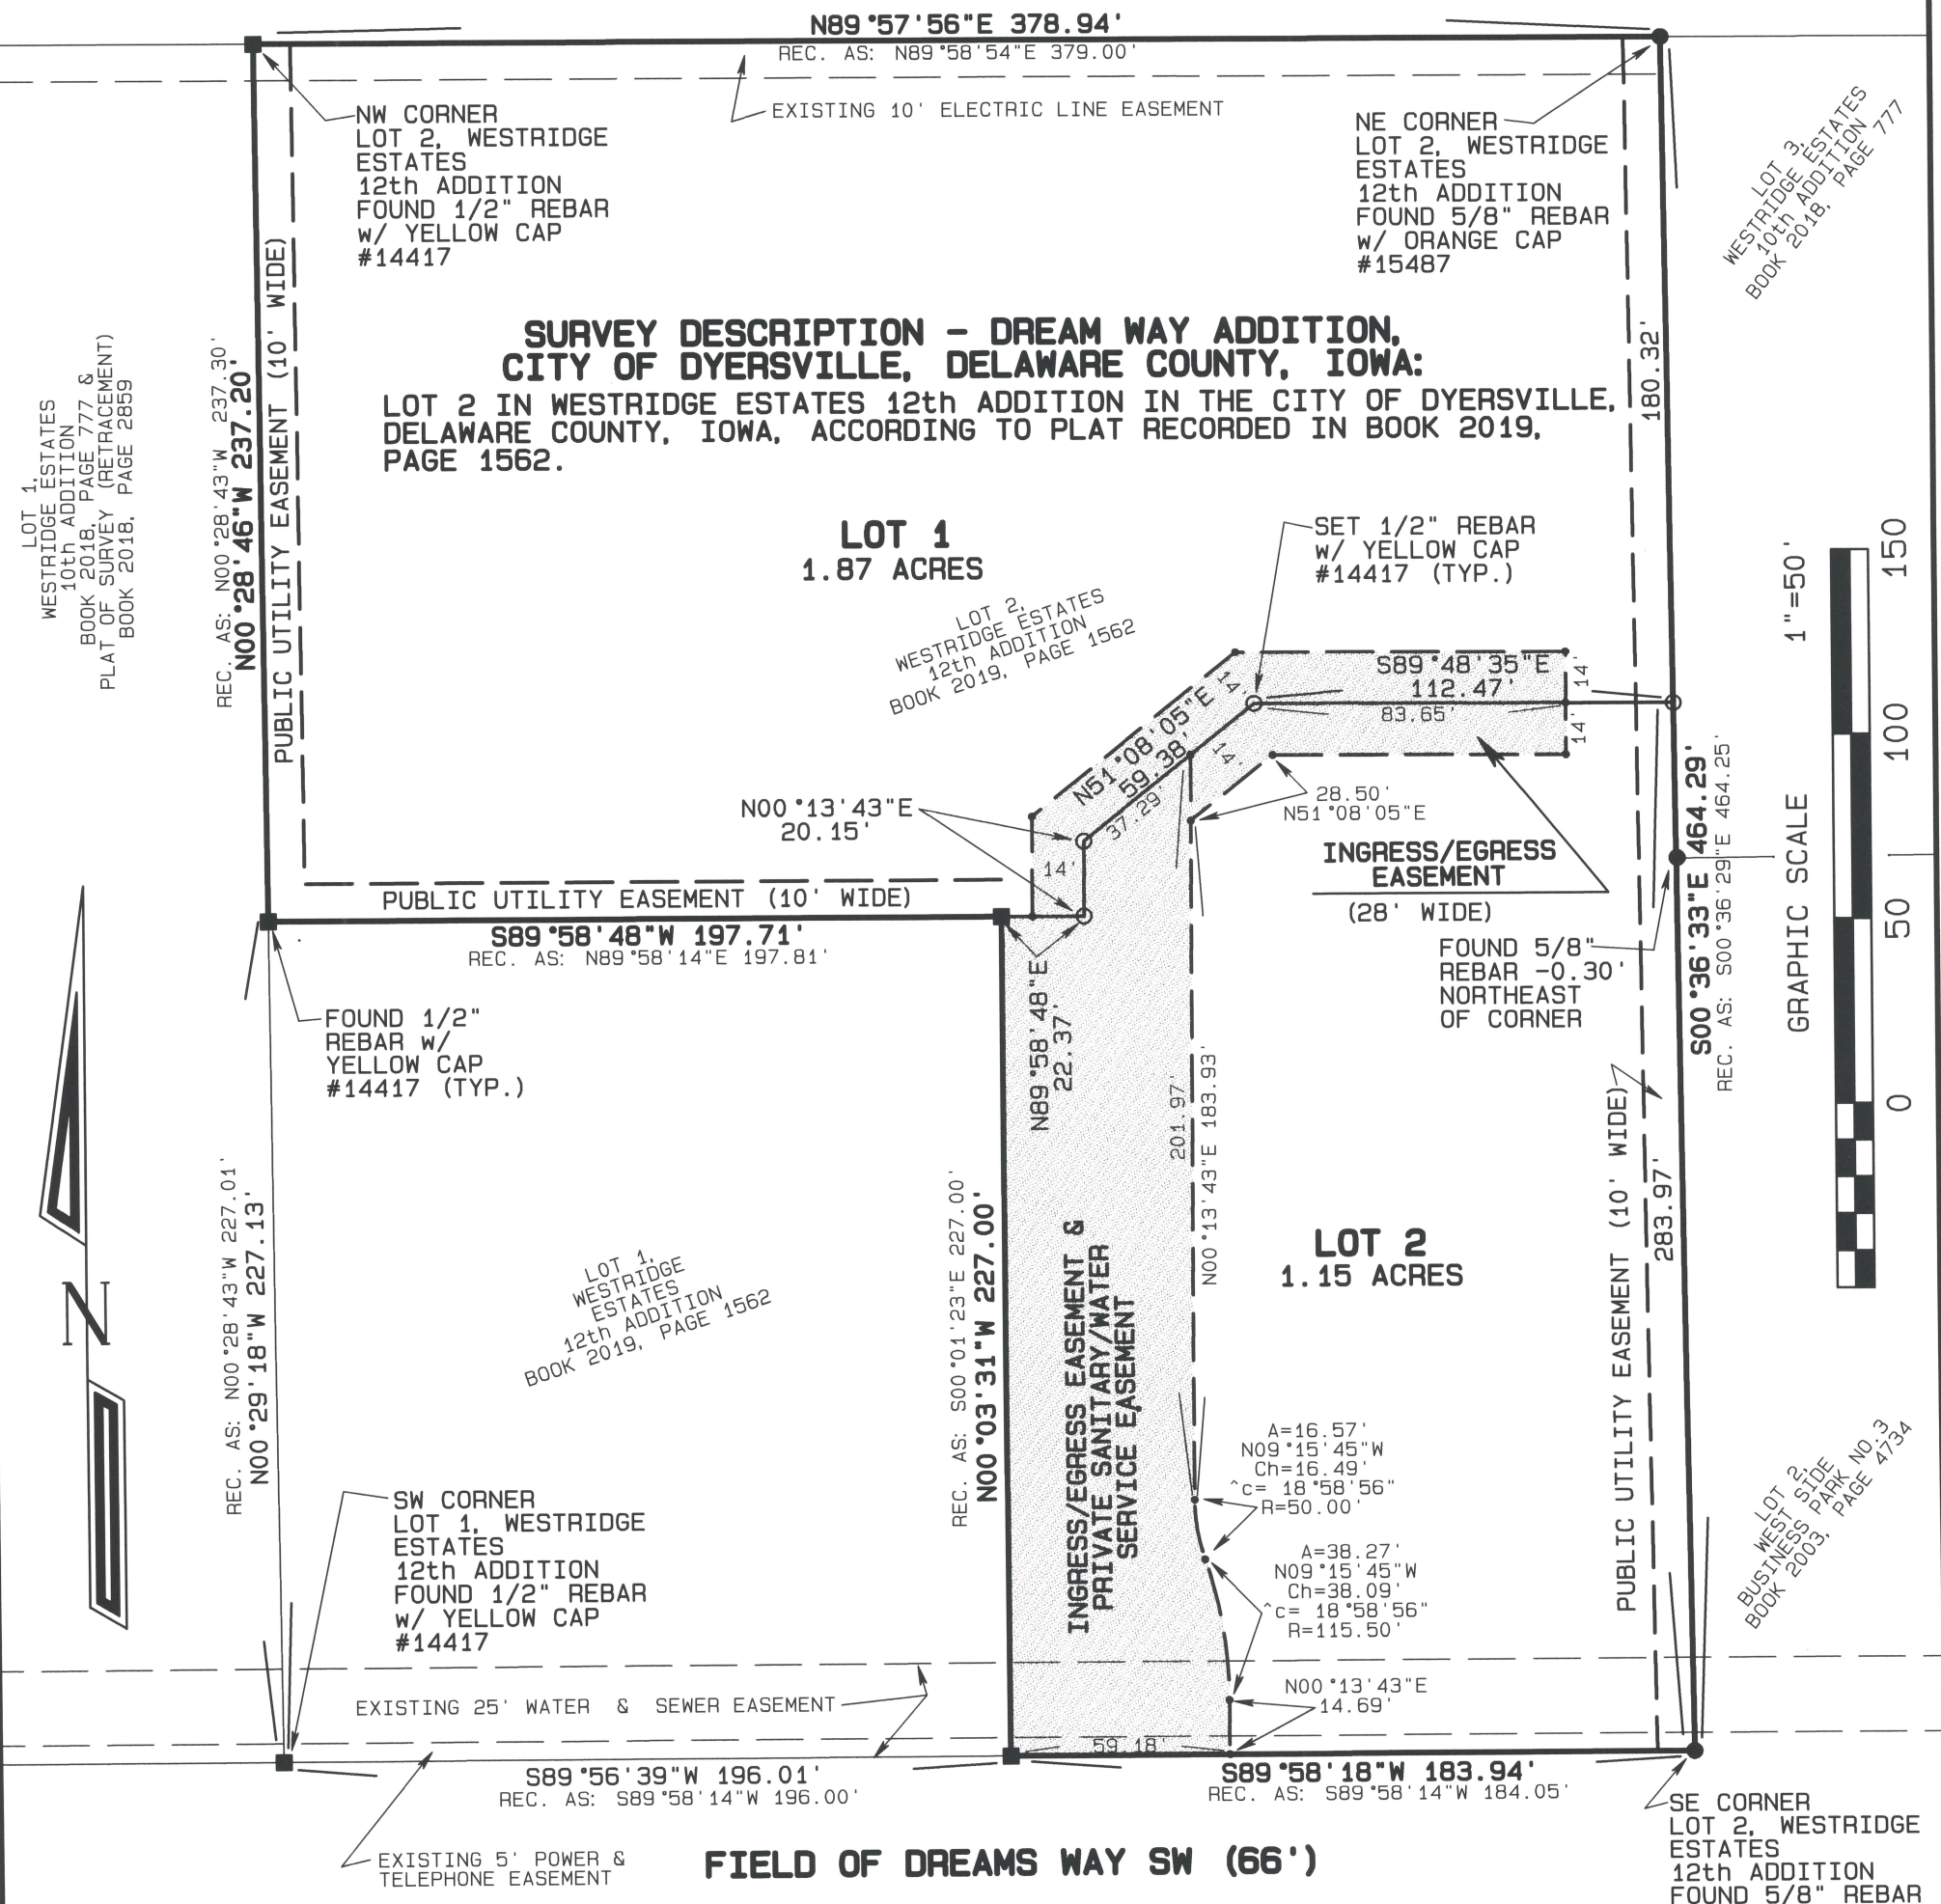 N89°57'56"E 378.94'
REC. AS: N89°58'54"E 379.00'
EXISTING 10' ELECTRIC LINE EASEMENT
NW CORNER
LOT 2, WESTRIDGE
ESTATES
12th ADDITION
FOUND 1/2" REBAR
w/ YELLOW CAP
#14417
NE CORNER
LOT 2, WESTRIDGE
ESTATES
12th ADDITION
FOUND 5/8" REBAR
w/ ORANGE CAP
#15487
LOT 3,
WESTRIDGE ESTATES
10th ADDITION
BOOK 2018, PAGE 777
SURVEY DESCRIPTION - DREAM WAY ADDITION,
CITY OF DYERSVILLE, DELAWARE COUNTY, IOWA:
LOT 2 IN WESTRIDGE ESTATES 12th ADDITION IN THE CITY OF DYERSVILLE,
DELAWARE COUNTY, IOWA, ACCORDING TO PLAT RECORDED IN BOOK 2019,
PAGE 1562.
LOT 1,
WESTRIDGE ESTATES
10th ADDITION
BOOK 2018, PAGE 777 &
PLAT OF SURVEY (RETRACEMENT)
BOOK 2018, PAGE 2859
REC. AS: N00°28'43"W 237.30'
N00°28'46"W 237.20'
PUBLIC UTILITY EASEMENT (10' WIDE)
180.32'
LOT 1
1.87 ACRES
SET 1/2" REBAR
w/ YELLOW CAP
#14417 (TYP.)
LOT 2,
WESTRIDGE ESTATES
12th ADDITION
BOOK 2019, PAGE 1562
S89°48'35"E
112.47'
83.65'
14'
14'
14'
14'
N51°08'05"E
59.38'
37.29'
28.50'
N51°08'05"E
N00°13'43"E
20.15'
14'
INGRESS/EGRESS
EASEMENT
(28' WIDE)
PUBLIC UTILITY EASEMENT (10' WIDE)
S89°58'48"W 197.71'
REC. AS: N89°58'14"E 197.81'
N89°58'48"E
22.37'
FOUND 5/8"
REBAR -0.30'
NORTHEAST
OF CORNER
S00°36'33"E 464.29'
REC. AS: S00°36'29"E 464.25'
1"=50'
GRAPHIC SCALE
150
100
50
0
FOUND 1/2"
REBAR w/
YELLOW CAP
#14417 (TYP.)
N
201.97'
N00°13'43"E 183.93'
REC. AS: N00°28'43"W 227.01'
N00°29'18"W 227.13'
REC. AS: S00°01'23"E 227.00'
N00°03'31"W 227.00'
LOT 1,
WESTRIDGE
ESTATES
12th ADDITION
BOOK 2019, PAGE 1562
INGRESS/EGRESS EASEMENT &
PRIVATE SANITARY/WATER
SERVICE EASEMENT
LOT 2
1.15 ACRES
PUBLIC UTILITY EASEMENT (10' WIDE)
283.97'
A=16.57'
N09°15'45"W
Ch=16.49'
^c= 18°58'56"
R=50.00'
A=38.27'
N09°15'45"W
Ch=38.09'
^c= 18°58'56"
R=115.50'
LOT 2,
WEST SIDE
BUSINESS PARK NO.3
BOOK 2003, PAGE 4734
SW CORNER
LOT 1, WESTRIDGE
ESTATES
12th ADDITION
FOUND 1/2" REBAR
w/ YELLOW CAP
#14417
EXISTING 25' WATER & SEWER EASEMENT
N00°13'43"E
14.69'
59.18'
S89°56'39"W 196.01'
REC. AS: S89°58'14"W 196.00'
S89°58'18"W 183.94'
REC. AS: S89°58'14"W 184.05'
EXISTING 5' POWER &
TELEPHONE EASEMENT
FIELD OF DREAMS WAY SW (66')
SE CORNER
LOT 2, WESTRIDGE
ESTATES
12th ADDITION
FOUND 5/8" REBAR